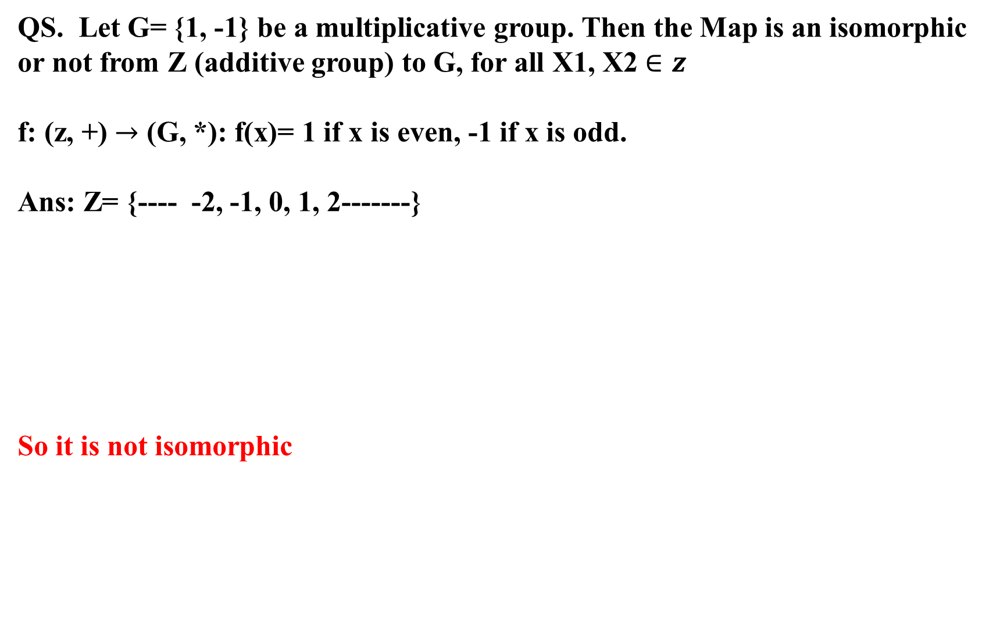 QS.  Let G= {1, -1} be a multiplicative group. Then the Map is an isomorphic
or not from Z (additive group) to G, for all X1, X2 ∈ z
f: (z, +) → (G, *): f(x)= 1 if x is even, -1 if x is odd.
Ans: Z= {----  -2, -1, 0, 1, 2-------}
So it is not isomorphic